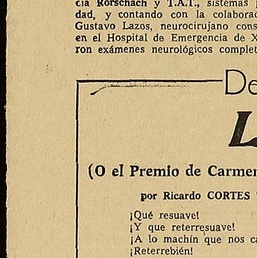 cia Rorschach y T.A.T., sistemas
dad, y contando con la colabora
Gustavo Lazos, neurocirujano cons
en el Hospital de Emergencia de X
ron exámenes neurológicos complet
De
L
(O el Premio de Carmen
por Ricardo CORTES
¡Qué resuave!
¡Y que reterresuave!
¡A lo machín que nos ca
¡Reterrebién!